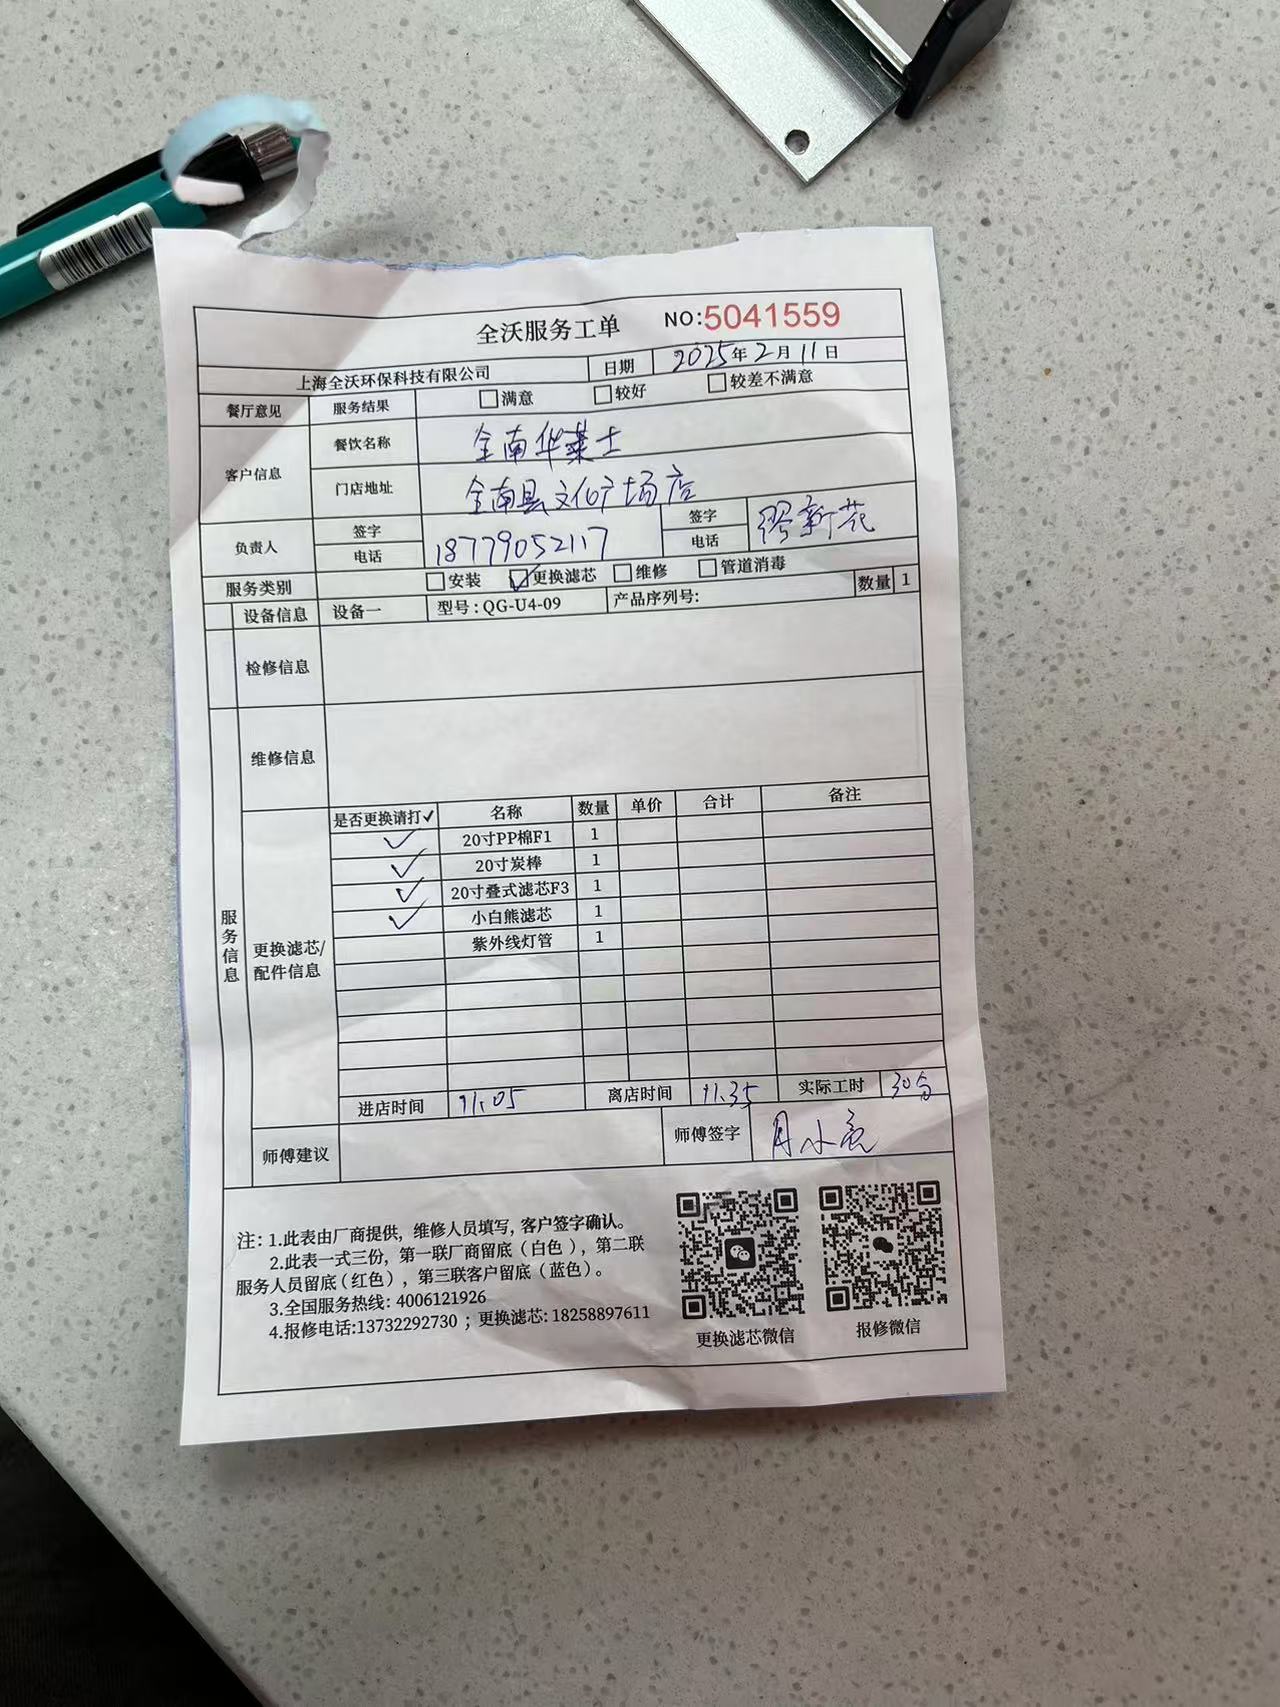 全沃服务工单 NO:5041559
上海全沃环保科技有限公司 日期 2025年2月11日
餐厅意见 服务结果 □满意 □较好 □较差不满意
客户信息 餐饮名称 全南华莱士
门店地址 全南县文化广场店
负责人 签字 签字 缪新花
电话 18779052117 电话
服务类别 □安装 ☑更换滤芯 □维修 □管道消毒
设备信息 设备一 型号:QG-U4-09 产品序列号: 数量 1
检修信息
维修信息
服务信息
更换滤芯/配件信息
是否更换请打✓ 名称 数量 单价 合计 备注
✓ 20寸PP棉F1 1
✓ 20寸炭棒 1
✓ 20寸叠式滤芯F3 1
✓ 小白熊滤芯 1
紫外线灯管 1
进店时间 11.05 离店时间 11.35 实际工时 30分
师傅建议 师傅签字
注: 1.此表由厂商提供, 维修人员填写, 客户签字确认。
2.此表一式三份, 第一联厂商留底(白色), 第二联
服务人员留底(红色), 第三联客户留底(蓝色)。
3.全国服务热线: 4006121926
4.报修电话:13732292730 ; 更换滤芯: 18258897611
更换滤芯微信 报修微信